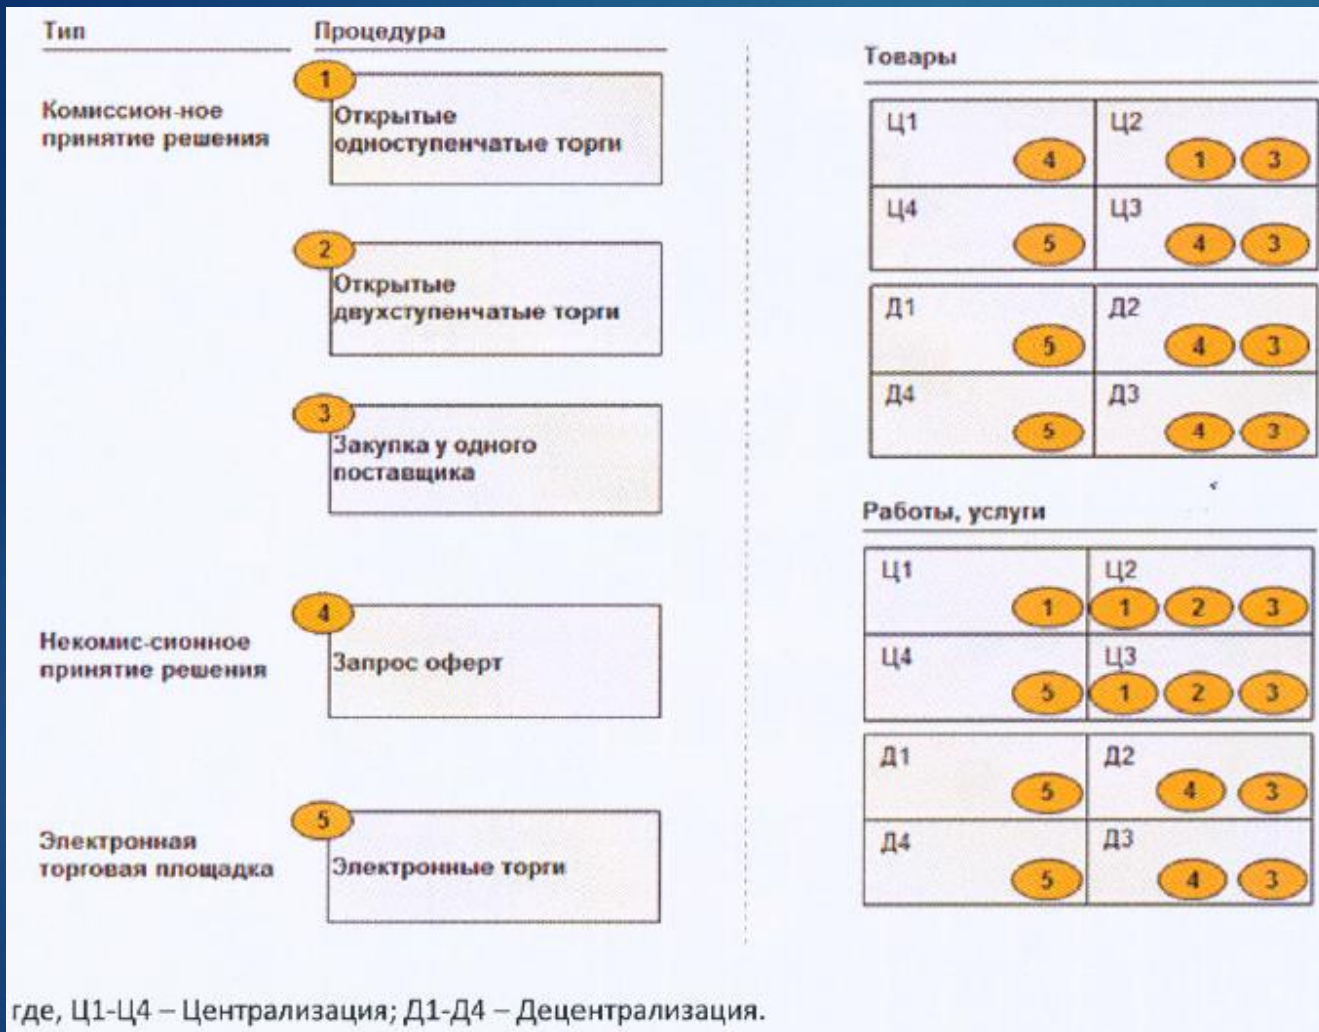 Тип
Процедура
Комиссион-ное
принятие решения
1
Открытые
одноступенчатые торги
2
Открытые
двухступенчатые торги
3
Закупка у одного
поставщика
Некомис-сионное
принятие решения
4
Запрос оферт
Электронная
торговая площадка
5
Электронные торги
Товары
Ц1
4
Ц2
1 3
Ц4
5
Ц3
4 3
Д1
5
Д2
4 3
Д4
5
Д3
4 3
Работы, услуги
Ц1
1
Ц2
1 2 3
Ц4
5
Ц3
1 2 3
Д1
5
Д2
4 3
Д4
5
Д3
4 3
где, Ц1-Ц4 – Централизация; Д1-Д4 – Децентрализация.